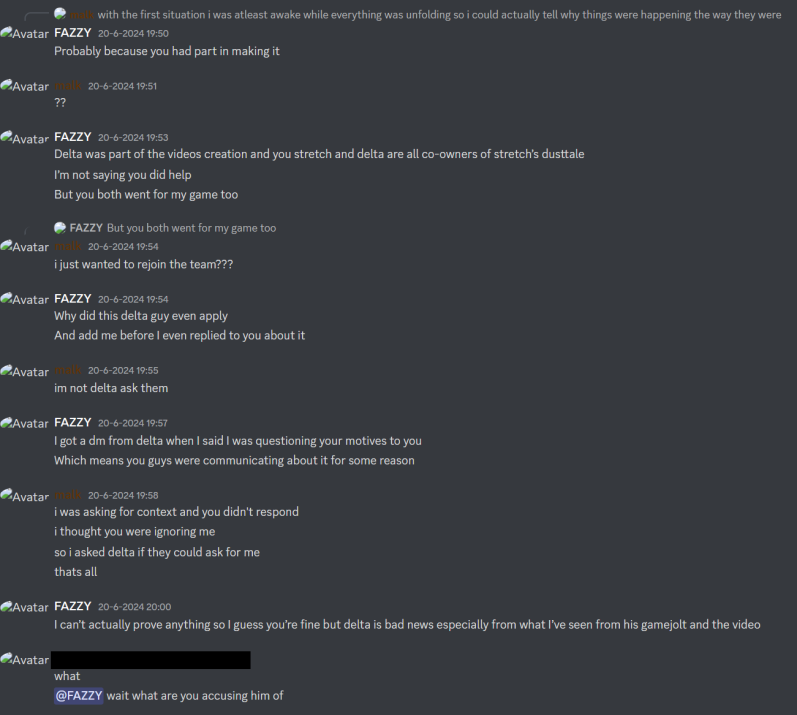 with the first situation i was atleast awake while everything was unfolding so i could actually tell why things were happening the way they were
Avatar FAZZY 20-6-2024 19:50
Probably because you had part in making it
Avatar 20-6-2024 19:51
??
Avatar FAZZY 20-6-2024 19:53
Delta was part of the videos creation and you stretch and delta are all co-owners of stretch's dusttale
I'm not saying you did help
But you both went for my game too
FAZZY But you both went for my game too
Avatar 20-6-2024 19:54
i just wanted to rejoin the team???
Avatar FAZZY 20-6-2024 19:54
Why did this delta guy even apply
And add me before I even replied to you about it
Avatar 20-6-2024 19:55
im not delta ask them
Avatar FAZZY 20-6-2024 19:57
I got a dm from delta when I said I was questioning your motives to you
Which means you guys were communicating about it for some reason
Avatar 20-6-2024 19:58
i was asking for context and you didn't respond
i thought you were ignoring me
so i asked delta if they could ask for me
thats all
Avatar FAZZY 20-6-2024 20:00
I can't actually prove anything so I guess you're fine but delta is bad news especially from what I've seen from his gamejolt and the video
Avatar
what
@FAZZY wait what are you accusing him of